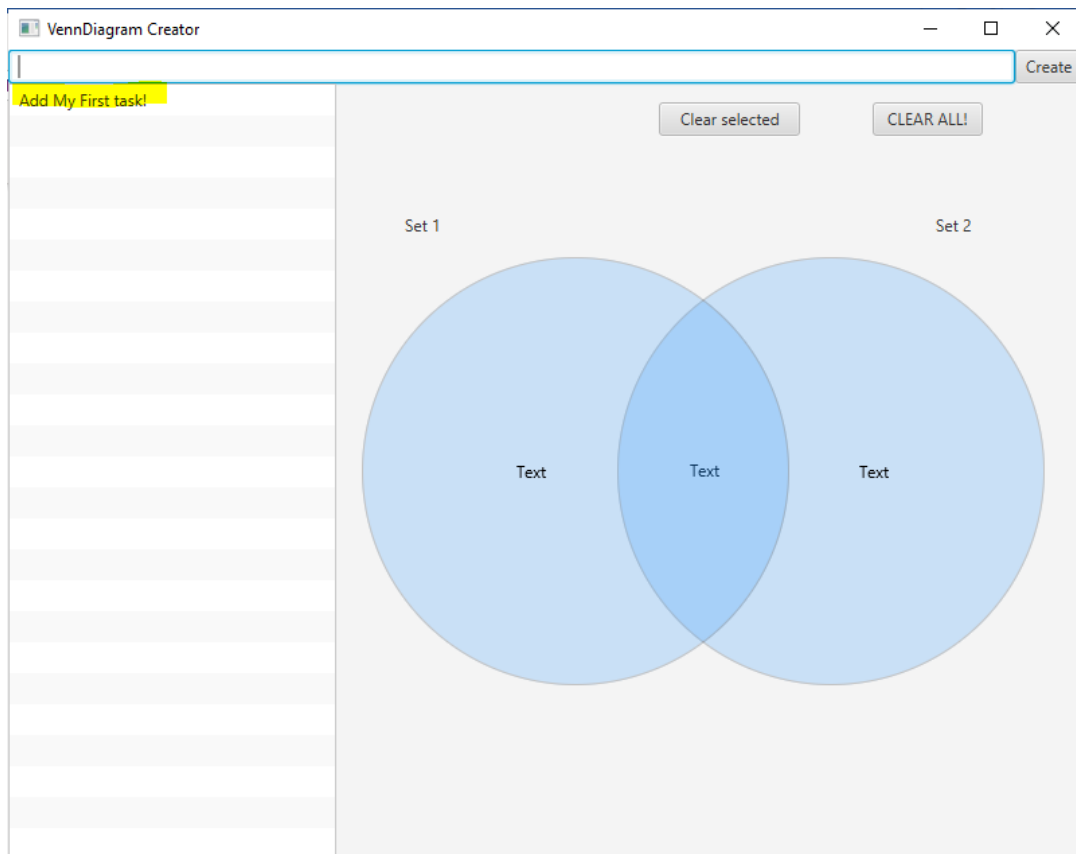 VennDiagram Creator
Create
Add My First task!
Clear selected
CLEAR ALL!
Set 1
Set 2
Text
Text
Text